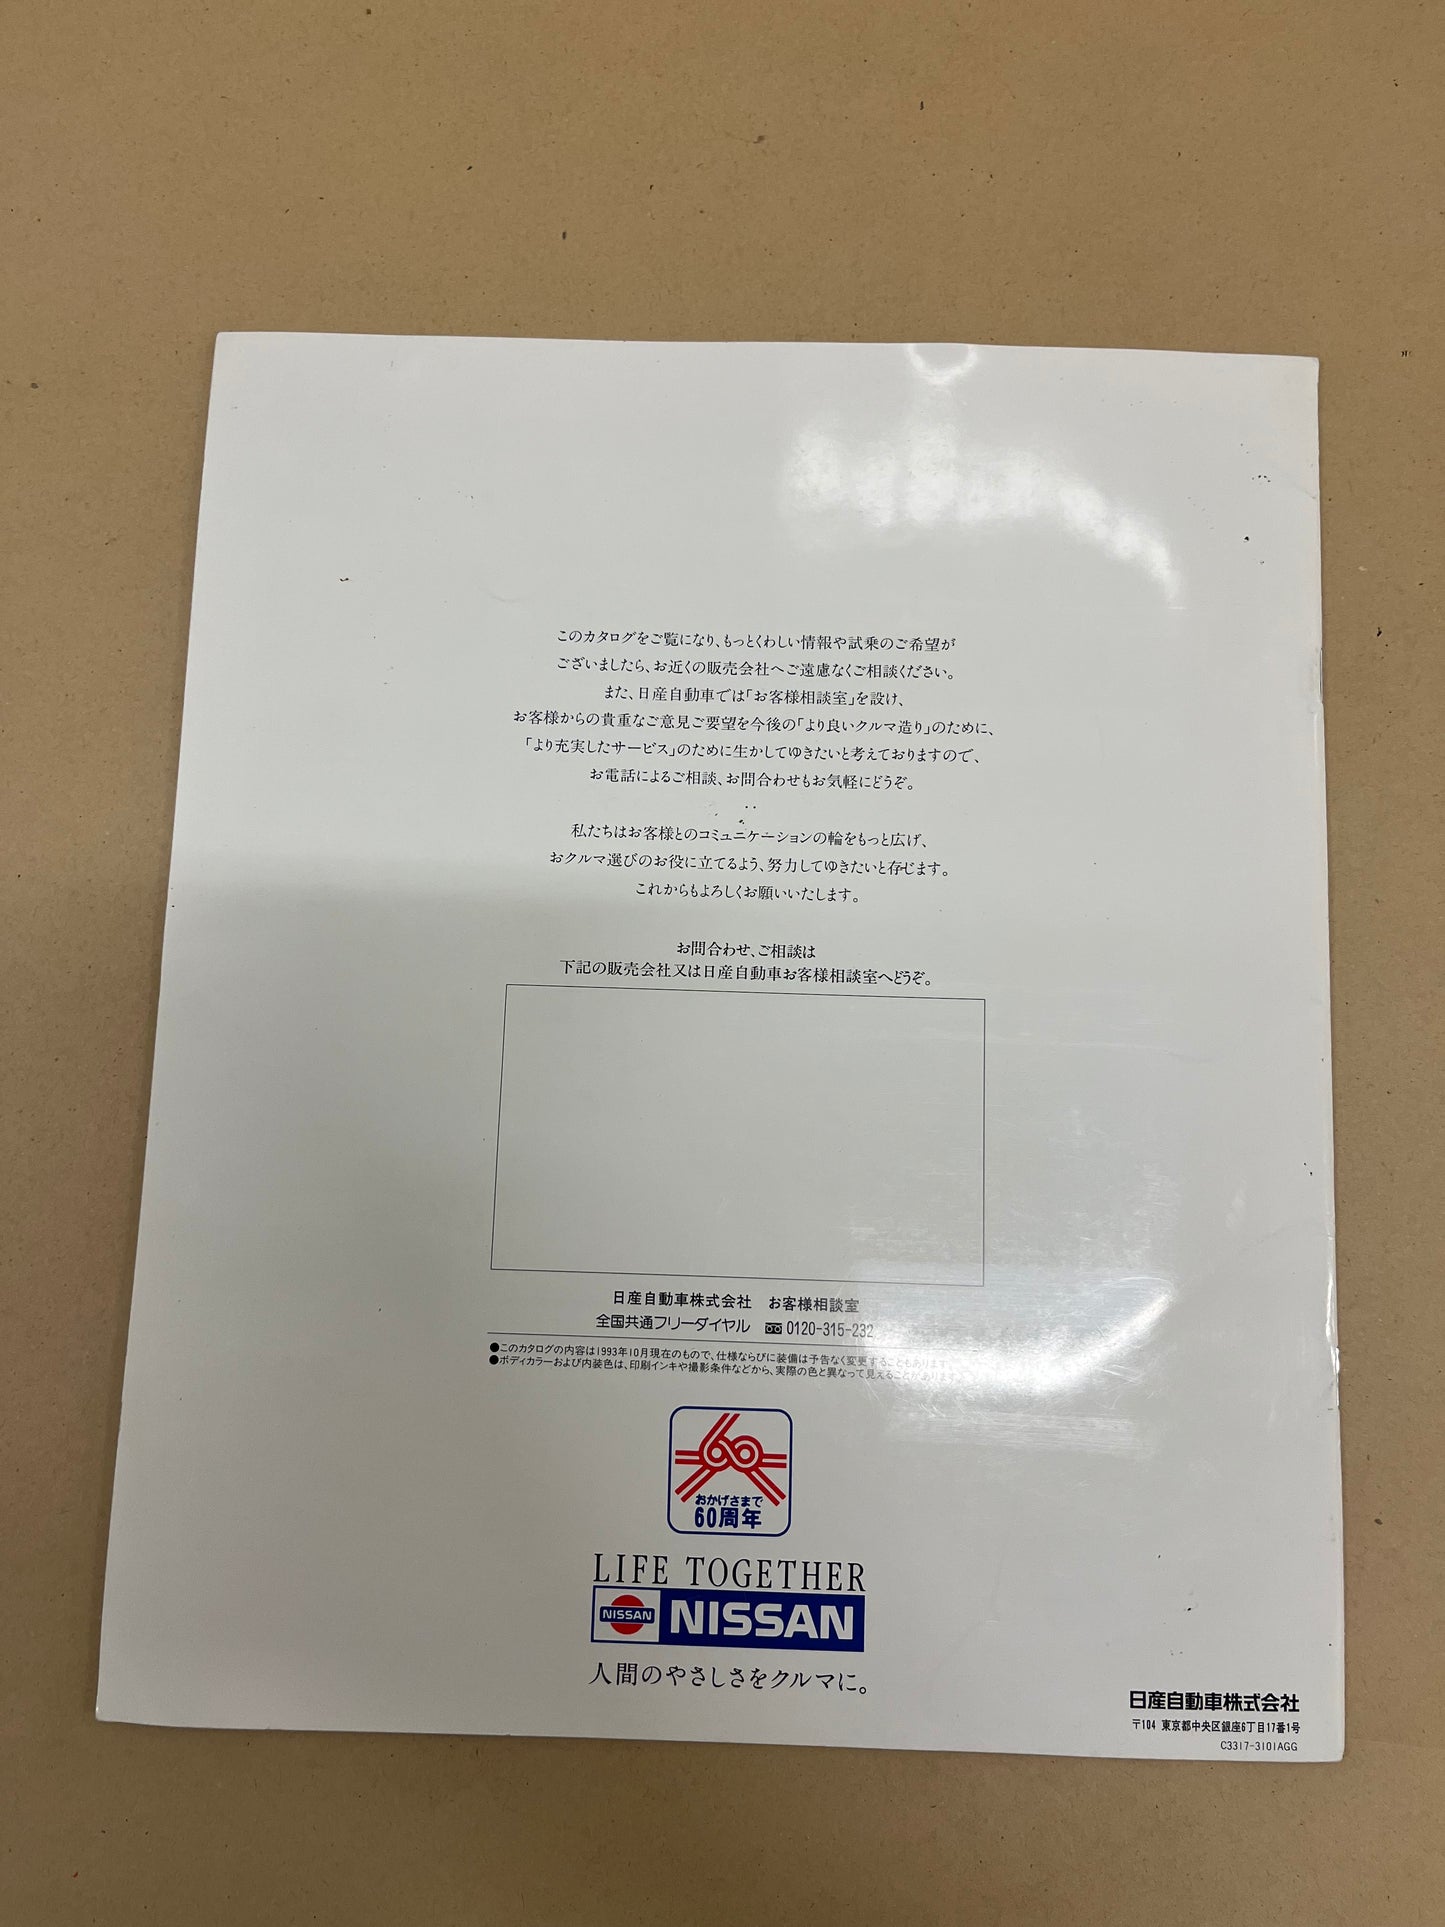 このカタログをご覧になり、もっとくわしい情報や試乗のご希望が
ございましたら、お近くの販売会社へご遠慮なくご相談ください。
また、日産自動車では「お客様相談室」を設け、
お客様からの貴重なご意見ご要望を今後の「より良いクルマ造り」のために、
「より充実したサービス」のために生かしてゆきたいと考えておりますので、
お電話によるご相談、お問合わせもお気軽にどうぞ。
私たちはお客様とのコミュニケーションの輪をもっと広げ、
おクルマ選びのお役に立てるよう、努力してゆきたいと存じます。
これからもよろしくお願いいたします。
お問合わせ、ご相談は
下記の販売会社又は日産自動車お客様相談室へどうぞ。
日産自動車株式会社 お客様相談室
全国共通フリーダイヤル 0120-315-232
●このカタログの内容は1993年10月現在のもので、仕様ならびに装備は予告なく変更することもあります。
●ボディカラーおよび内装色は、印刷インキや撮影条件などから、実際の色と異なって見えることがあります。
60
おかげさまで
60周年
LIFE TOGETHER
NISSAN NISSAN
人間のやさしさをクルマに。
日産自動車株式会社
〒104 東京都中央区銀座6丁目17番1号
C3317-3101AGG